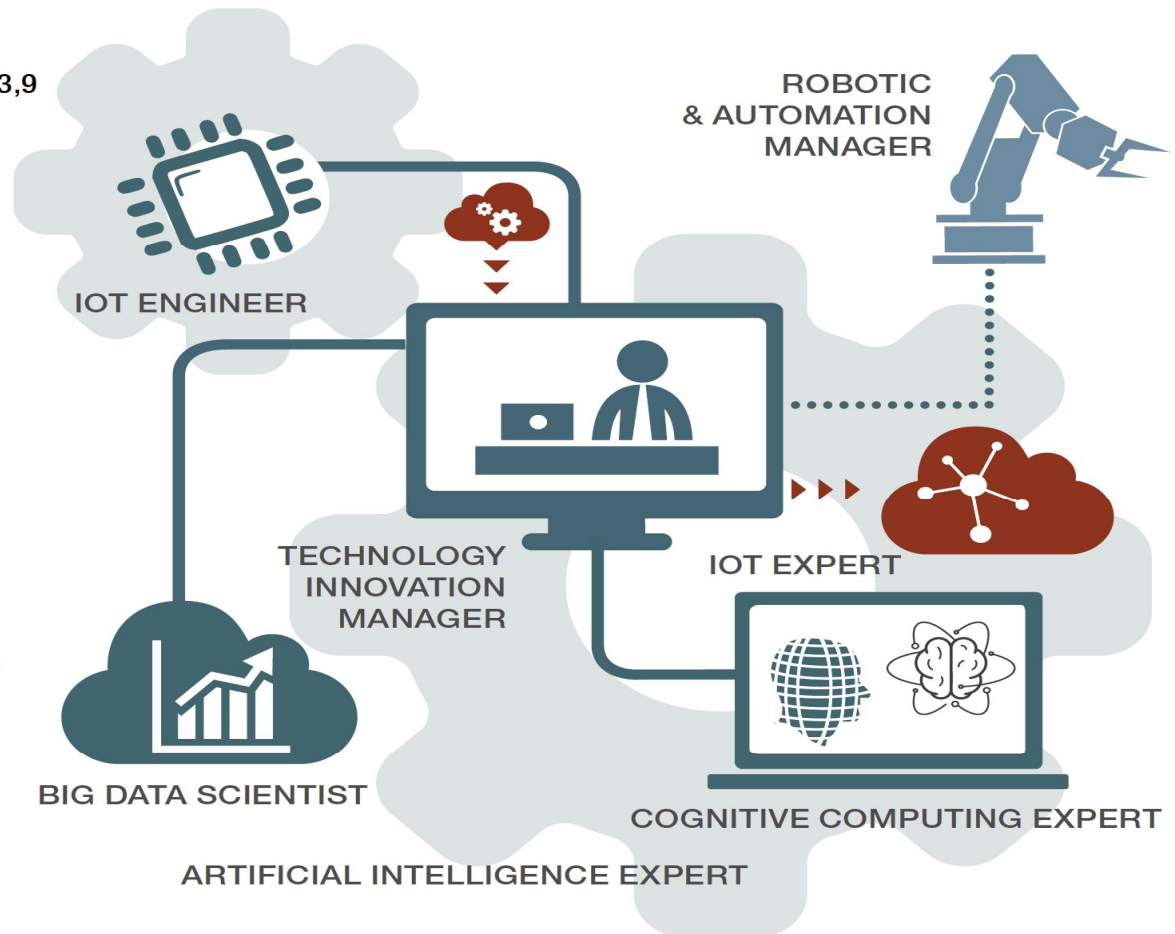 3,9
ROBOTIC
& AUTOMATION
MANAGER
IOT ENGINEER
TECHNOLOGY
INNOVATION
MANAGER
IOT EXPERT
BIG DATA SCIENTIST
COGNITIVE COMPUTING EXPERT
ARTIFICIAL INTELLIGENCE EXPERT